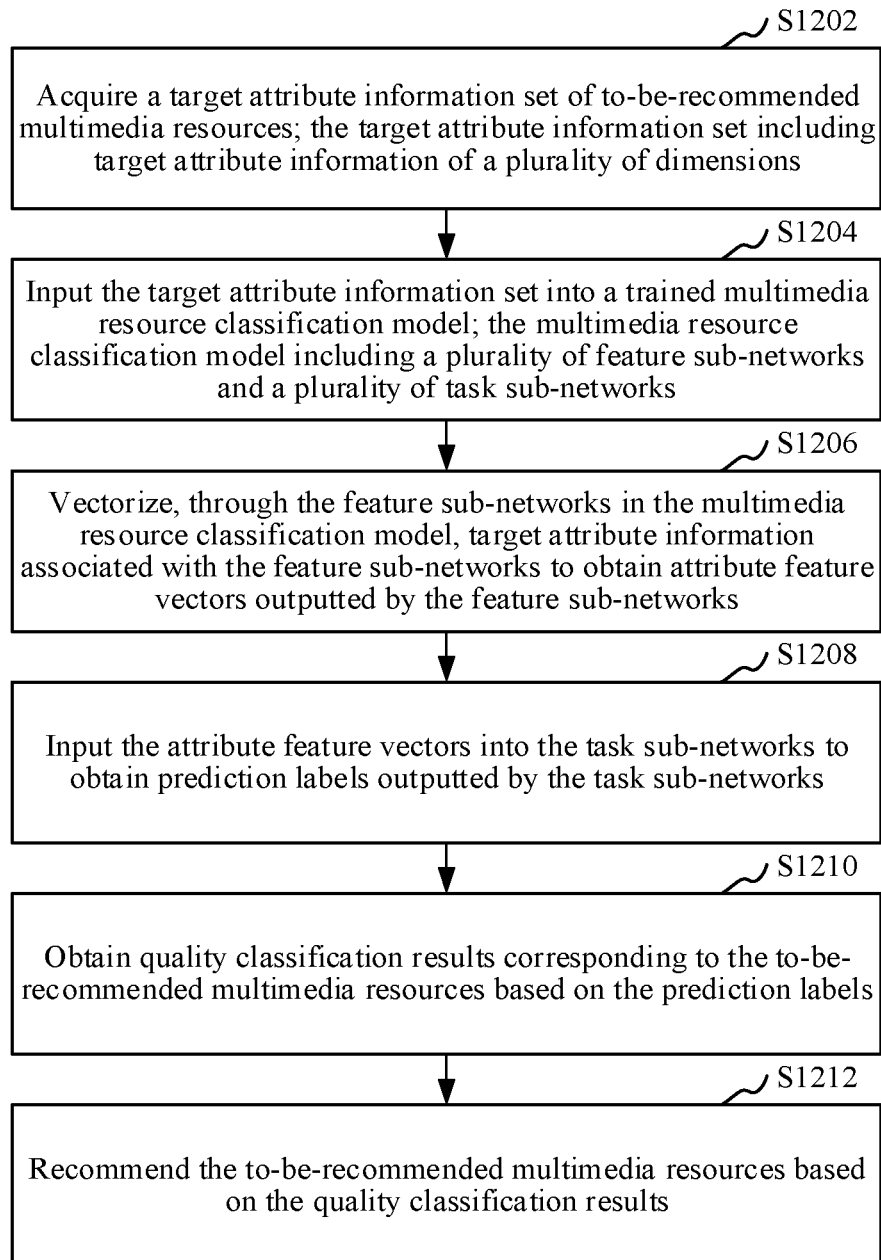 S1202
Acquire a target attribute information set of to-be-recommended
multimedia resources; the target attribute information set including
target attribute information of a plurality of dimensions
S1204
Input the target attribute information set into a trained multimedia
resource classification model; the multimedia resource
classification model including a plurality of feature sub-networks
and a plurality of task sub-networks
S1206
Vectorize, through the feature sub-networks in the multimedia
resource classification model, target attribute information
associated with the feature sub-networks to obtain attribute feature
vectors outputted by the feature sub-networks
S1208
Input the attribute feature vectors into the task sub-networks to
obtain prediction labels outputted by the task sub-networks
S1210
Obtain quality classification results corresponding to the to-be-
recommended multimedia resources based on the prediction labels
S1212
Recommend the to-be-recommended multimedia resources based
on the quality classification results